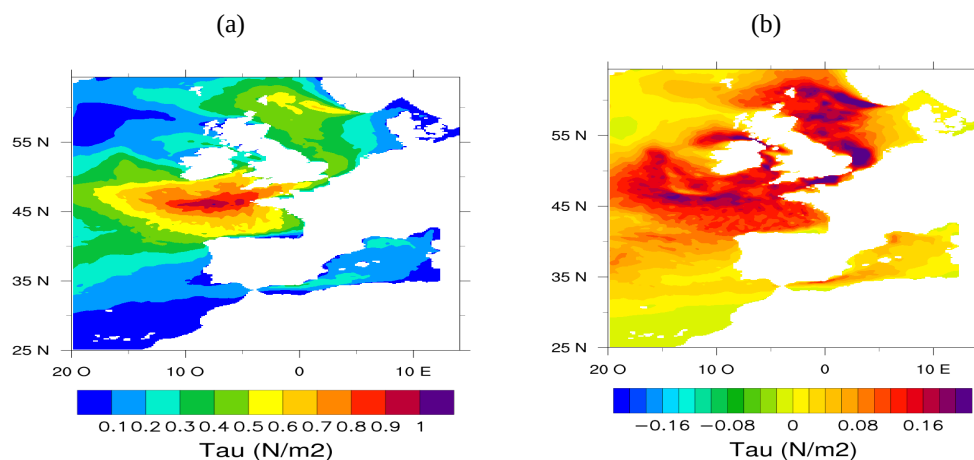 (a)
(b)
55 N
45 N
35 N
25 N
20 O
10 O
0
10 E
0.1 0.2 0.3 0.4 0.5 0.6 0.7 0.8 0.9 1
Tau (N/m2)
55 N
45 N
35 N
25 N
20 O
10 O
0
10 E
−0.16 −0.08 0 0.08 0.16
Tau (N/m2)